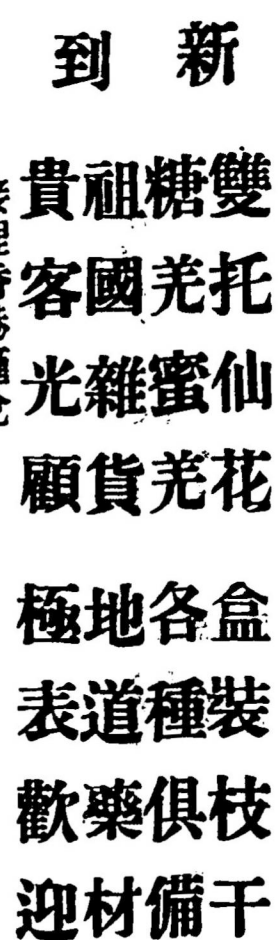 新到
雙托仙花 盒裝枝干
糖羌蜜羌 各種俱備
祖國雜貨 地道藥材
貴客光顧 極表歡迎